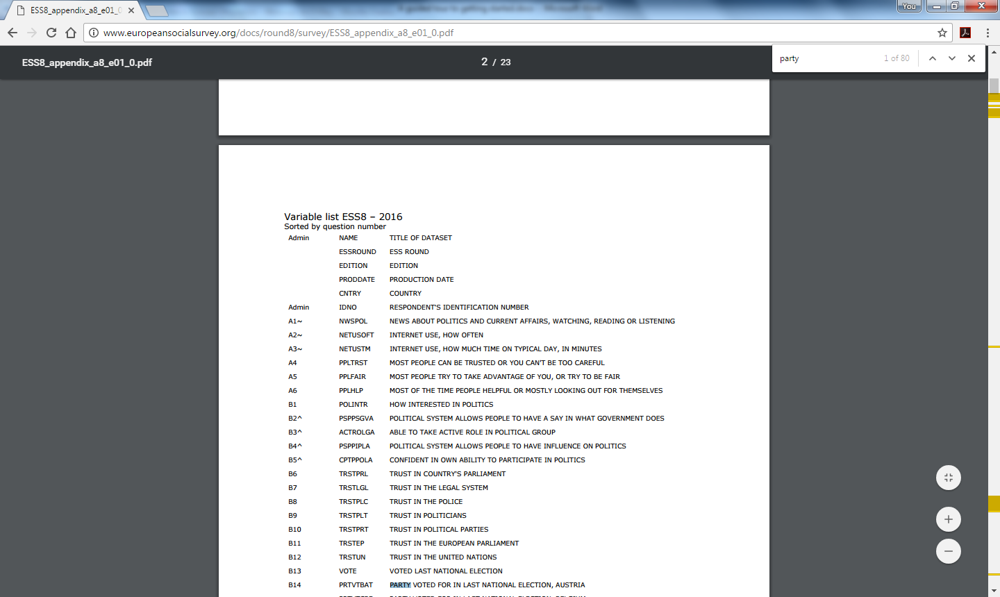 ESS8_appendix_a8_e01_0
You
www.europeansocialsurvey.org/docs/round8/survey/ESS8_appendix_a8_e01_0.pdf
party 1 of 80
ESS8_appendix_a8_e01_0.pdf 2 / 23
Variable list ESS8 – 2016
Sorted by question number
Admin NAME TITLE OF DATASET
ESSROUND ESS ROUND
EDITION EDITION
PRODDATE PRODUCTION DATE
CNTRY COUNTRY
Admin IDNO RESPONDENT'S IDENTIFICATION NUMBER
A1~ NWSPOL NEWS ABOUT POLITICS AND CURRENT AFFAIRS, WATCHING, READING OR LISTENING
A2~ NETUSOFT INTERNET USE, HOW OFTEN
A3~ NETUSTM INTERNET USE, HOW MUCH TIME ON TYPICAL DAY, IN MINUTES
A4 PPLTRST MOST PEOPLE CAN BE TRUSTED OR YOU CAN'T BE TOO CAREFUL
A5 PPLFAIR MOST PEOPLE TRY TO TAKE ADVANTAGE OF YOU, OR TRY TO BE FAIR
A6 PPLHLP MOST OF THE TIME PEOPLE HELPFUL OR MOSTLY LOOKING OUT FOR THEMSELVES
B1 POLINTR HOW INTERESTED IN POLITICS
B2^ PSPPSGVA POLITICAL SYSTEM ALLOWS PEOPLE TO HAVE A SAY IN WHAT GOVERNMENT DOES
B3^ ACTROLGA ABLE TO TAKE ACTIVE ROLE IN POLITICAL GROUP
B4^ PSPPIPLA POLITICAL SYSTEM ALLOWS PEOPLE TO HAVE INFLUENCE ON POLITICS
B5^ CPTPPOLA CONFIDENT IN OWN ABILITY TO PARTICIPATE IN POLITICS
B6 TRSTPRL TRUST IN COUNTRY'S PARLIAMENT
B7 TRSTLGL TRUST IN THE LEGAL SYSTEM
B8 TRSTPLC TRUST IN THE POLICE
B9 TRSTPLT TRUST IN POLITICIANS
B10 TRSTPRT TRUST IN POLITICAL PARTIES
B11 TRSTEP TRUST IN THE EUROPEAN PARLIAMENT
B12 TRSTUN TRUST IN THE UNITED NATIONS
B13 VOTE VOTED LAST NATIONAL ELECTION
B14 PRTVTBAT PARTY VOTED FOR IN LAST NATIONAL ELECTION, AUSTRIA